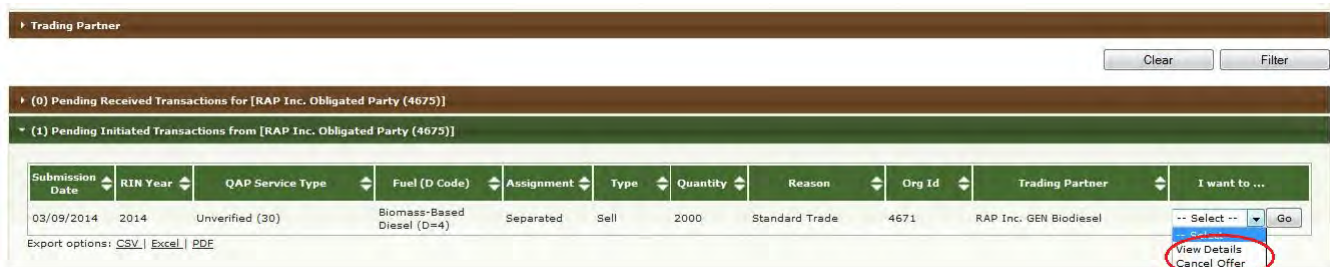 Trading Partner
Clear Filter
(0) Pending Received Transactions for [RAP Inc. Obligated Party (4675)]
(1) Pending Initiated Transactions from [RAP Inc. Obligated Party (4675)]
Submission Date RIN Year QAP Service Type Fuel (D Code) Assignment Type Quantity Reason Org Id Trading Partner I want to ...
03/09/2014 2014 Unverified (30) Biomass-Based Diesel (D=4) Separated Sell 2000 Standard Trade 4671 RAP Inc. GEN Biodiesel -- Select -- Go
Export options: CSV | Excel | PDF
-- Select --
View Details
Cancel Offer